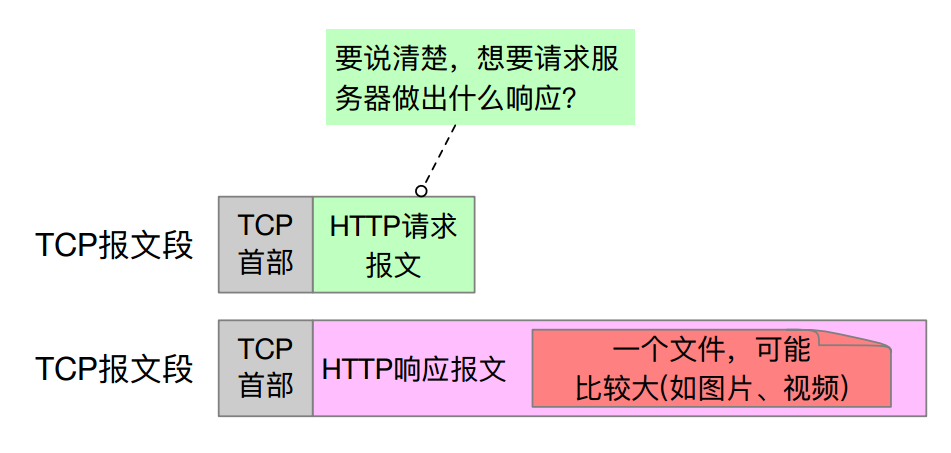 要说清楚，想要请求服
务器做出什么响应？
TCP报文段
TCP
首部
HTTP请求
报文
TCP报文段
TCP
首部
HTTP响应报文
一个文件，可能
比较大(如图片、视频)